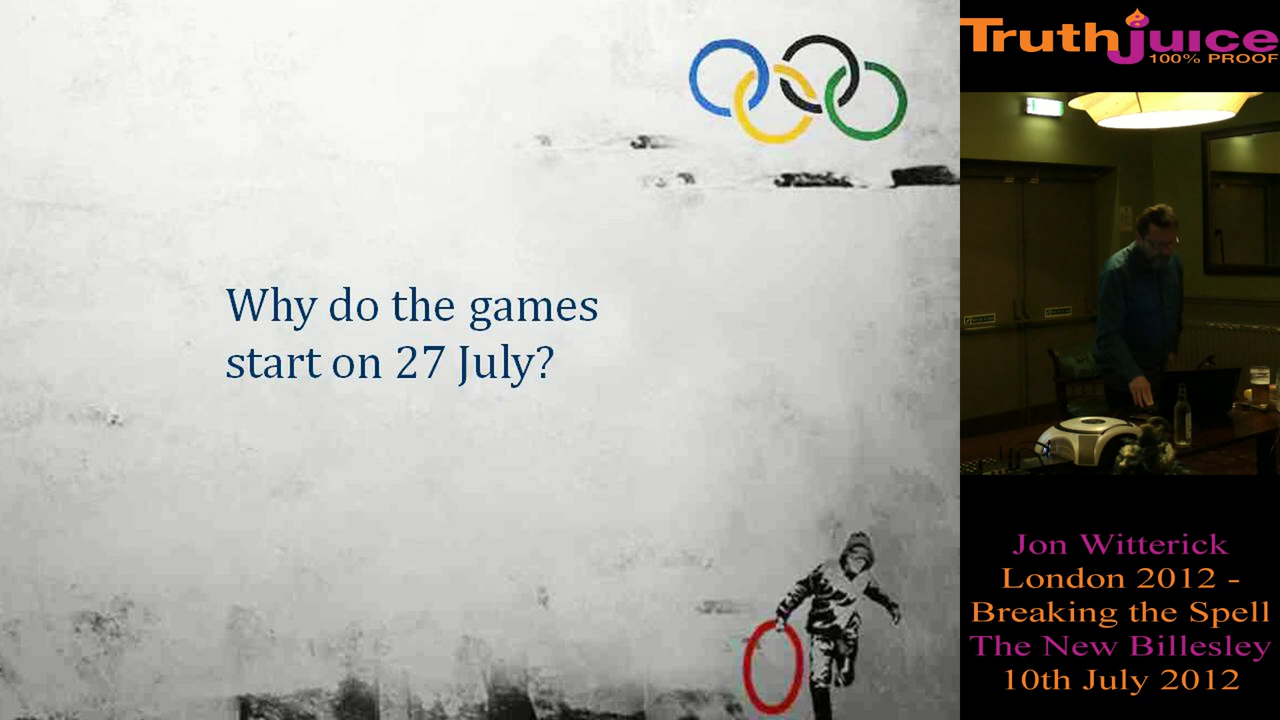 Why do the games
start on 27 July?
Truthjuice
100% PROOF
Jon Witterick
London 2012 -
Breaking the Spell
The New Billesley
10th July 2012